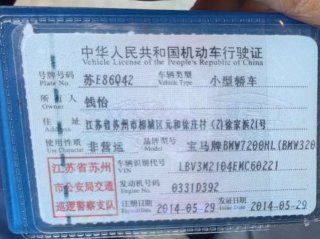 中华人民共和国机动车行驶证
Vehicle License of the People's Republic of China
号牌号码 Plate No. 苏E86Q42 车辆类型 Vehicle Type 小型轿车
所有人 Owner 钱怡
住址 Address 江苏省苏州市相城区元和徐庄村(7)徐家浜21号
使用性质 Use Character 非营运 品牌型号 Model 宝马牌BMW7200HL(BMW320
江苏省苏州
市公安局交通
巡逻警察支队
车辆识别代号 VIN LBV3M2104EMC60221
发动机号码 Engine No. 0331D392
注册日期 Register Date 2014-05-29 发证日期 Issue Date 2014-05-29